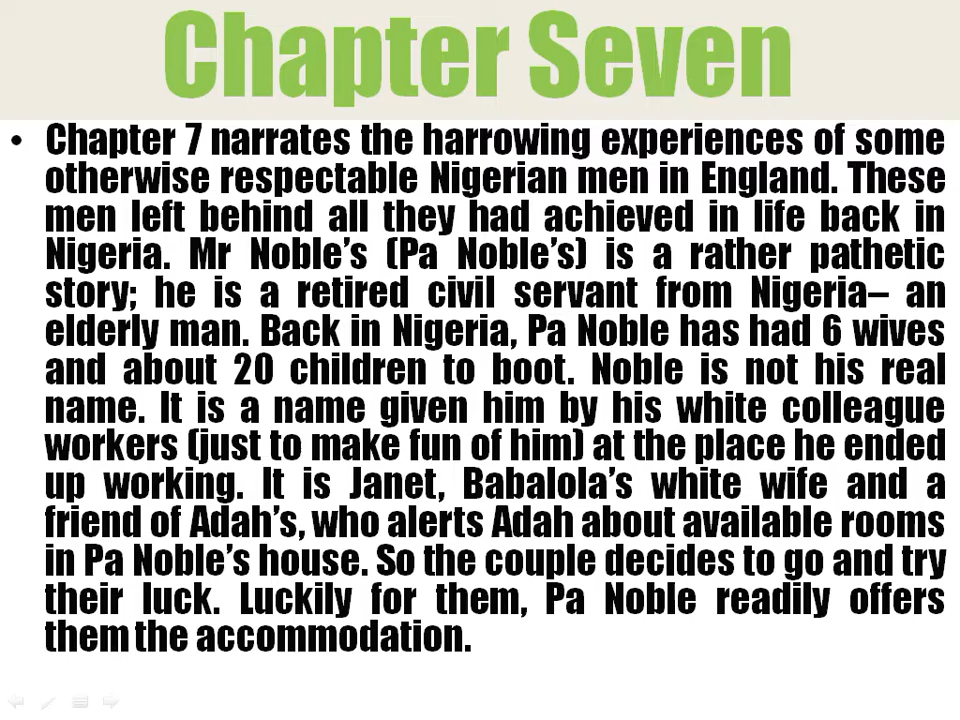 Chapter Seven
• Chapter 7 narrates the harrowing experiences of some
otherwise respectable Nigerian men in England. These
men left behind all they had achieved in life back in
Nigeria. Mr Noble’s (Pa Noble’s) is a rather pathetic
story; he is a retired civil servant from Nigeria– an
elderly man. Back in Nigeria, Pa Noble has had 6 wives
and about 20 children to boot. Noble is not his real
name. It is a name given him by his white colleague
workers (just to make fun of him) at the place he ended
up working. It is Janet, Babalola’s white wife and a
friend of Adah’s, who alerts Adah about available rooms
in Pa Noble’s house. So the couple decides to go and try
their luck. Luckily for them, Pa Noble readily offers
them the accommodation.